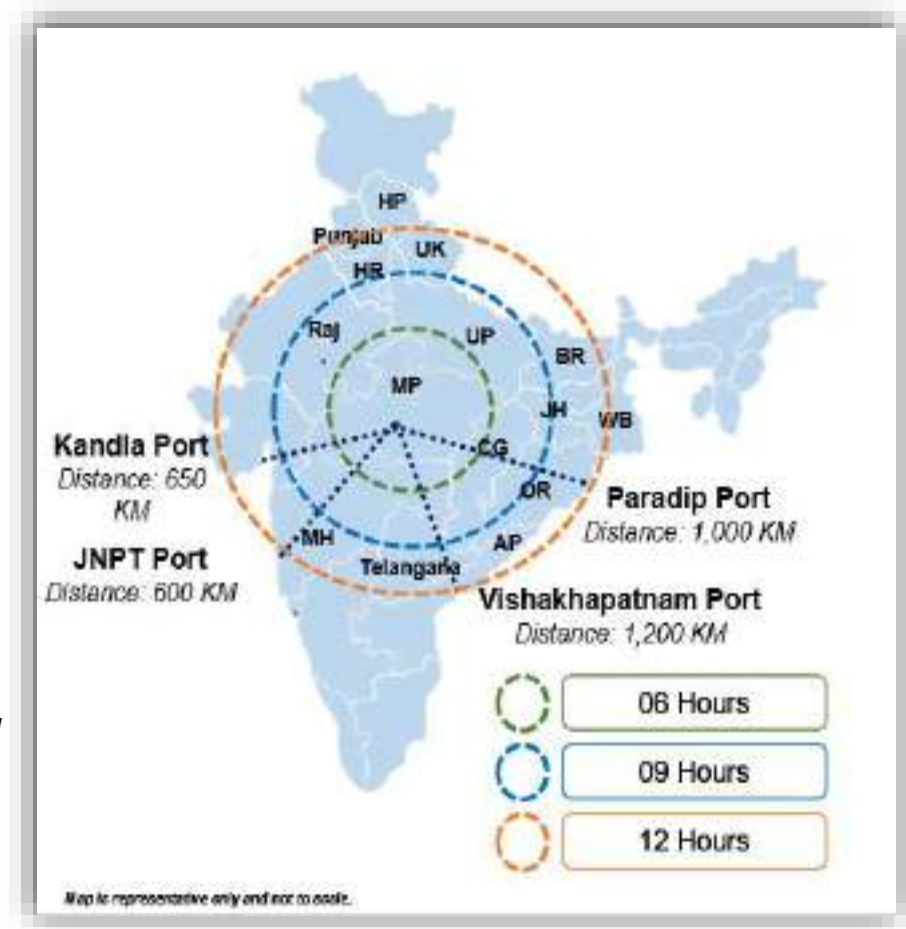 HP
Punjab
UK
HR
Raj
UP
BR
MP
JH
WB
CG
Kandla Port
Distance: 650
KM
OR
Paradip Port
Distance: 1,000 KM
MH
AP
JNPT Port
Distance: 600 KM
Telangana
Vishakhapatnam Port
Distance: 1,200 KM
06 Hours
09 Hours
12 Hours
Map is representative only and not to scale.